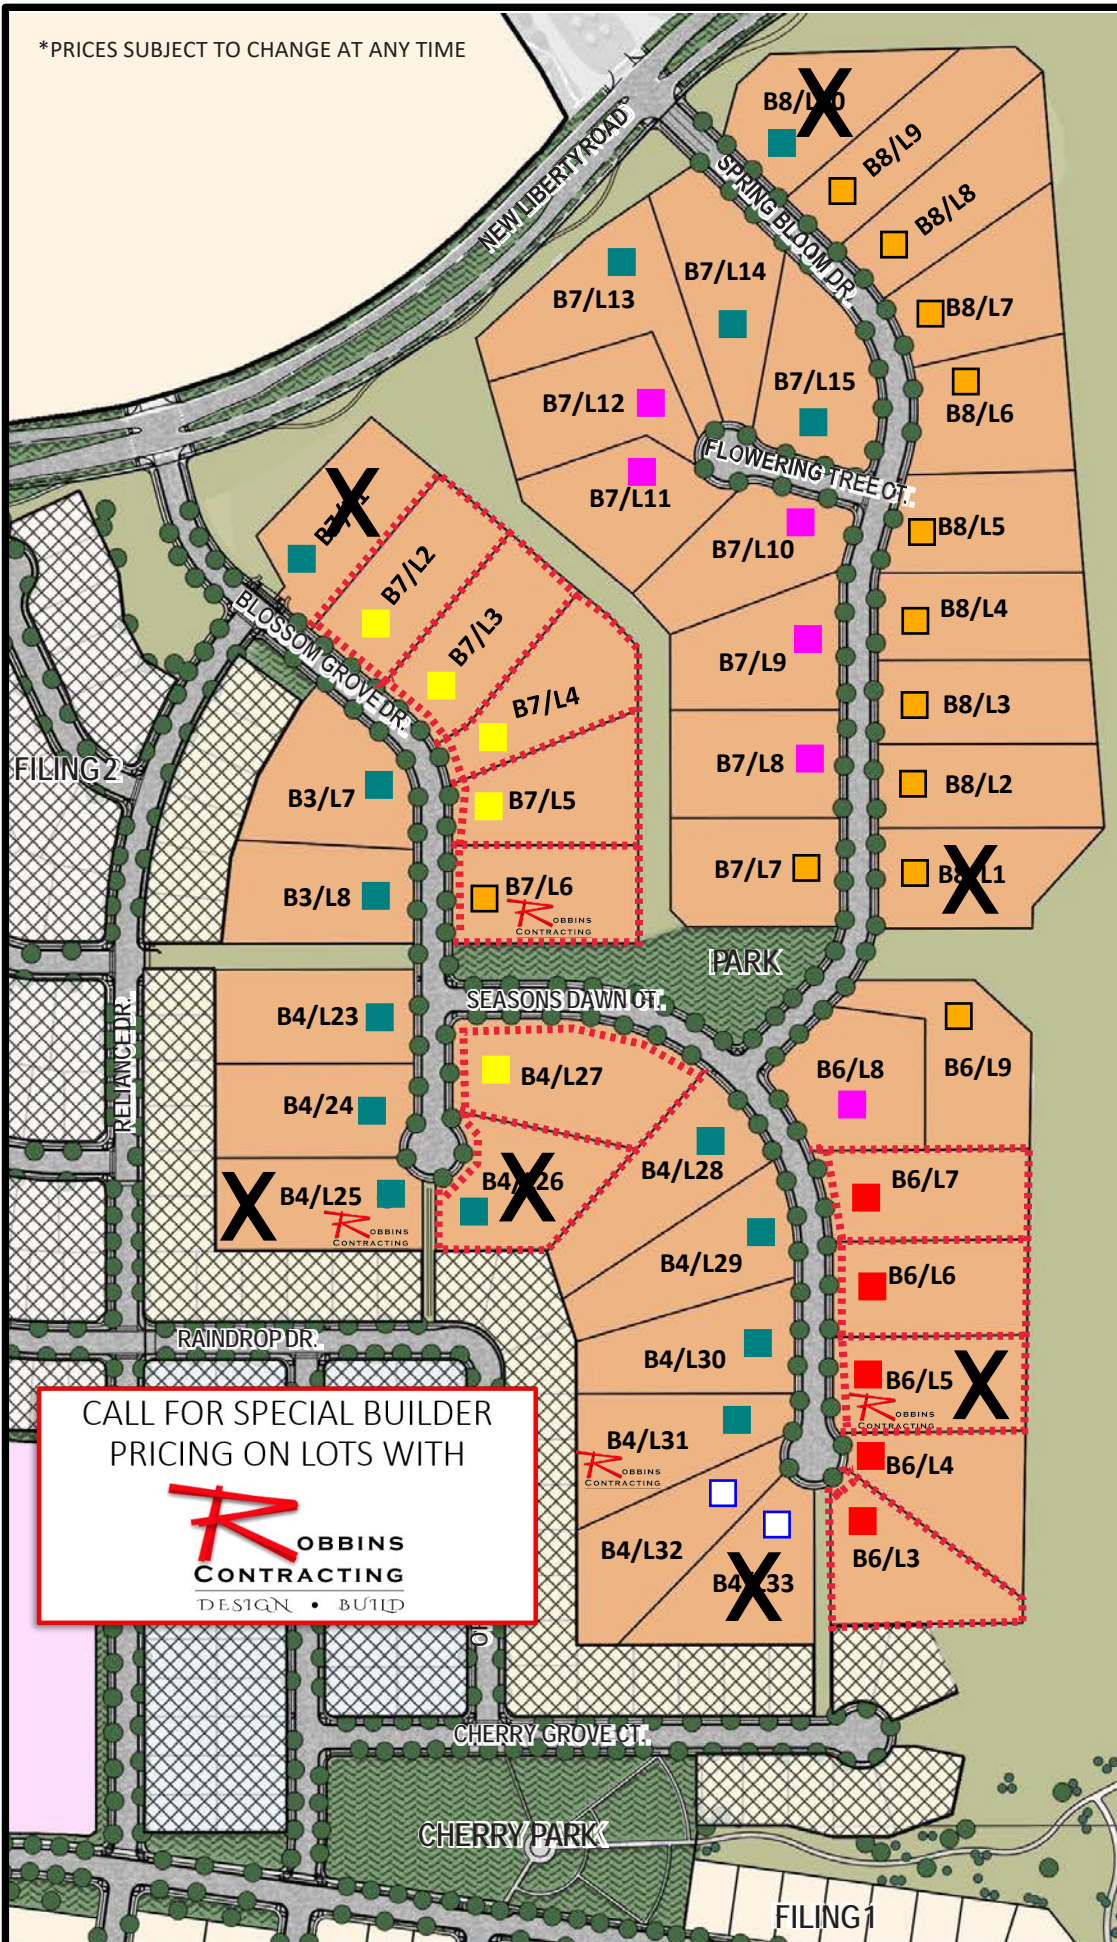 *PRICES SUBJECT TO CHANGE AT ANY TIME
NEW LIBERTY ROAD
SPRING BLOOM DR.
B8/L9
B8/L8
B7/L13
B7/L14
B8/L7
B7/L12
B7/L15
B8/L6
FLOWERING TREE CT.
B7/L11
B7/L10
B8/L5
B7/L2
BLOSSOM GROVE DR.
B7/L3
B8/L4
B7/L9
B7/L4
B8/L3
FILING 2
B3/L7
B7/L5
B7/L8
B8/L2
B3/L8
B7/L6
ROBBINS
CONTRACTING
B7/L7
B8/L1
PARK
SEASONS DAWN CT.
RELIANCE DR.
B4/L23
B4/L27
B6/L8
B6/L9
B4/24
B4/L28
B4/L25
ROBBINS
CONTRACTING
B4/L26
B6/L7
B4/L29
B6/L6
RAINDROP DR.
B4/L30
B6/L5
ROBBINS
CONTRACTING
B4/L31
ROBBINS
CONTRACTING
B6/L4
B4/L32
B4/L33
B6/L3
CALL FOR SPECIAL BUILDER
PRICING ON LOTS WITH
ROBBINS
CONTRACTING
DESIGN • BUILD
CHERRY GROVE CT.
CHERRY PARK
FILING 1